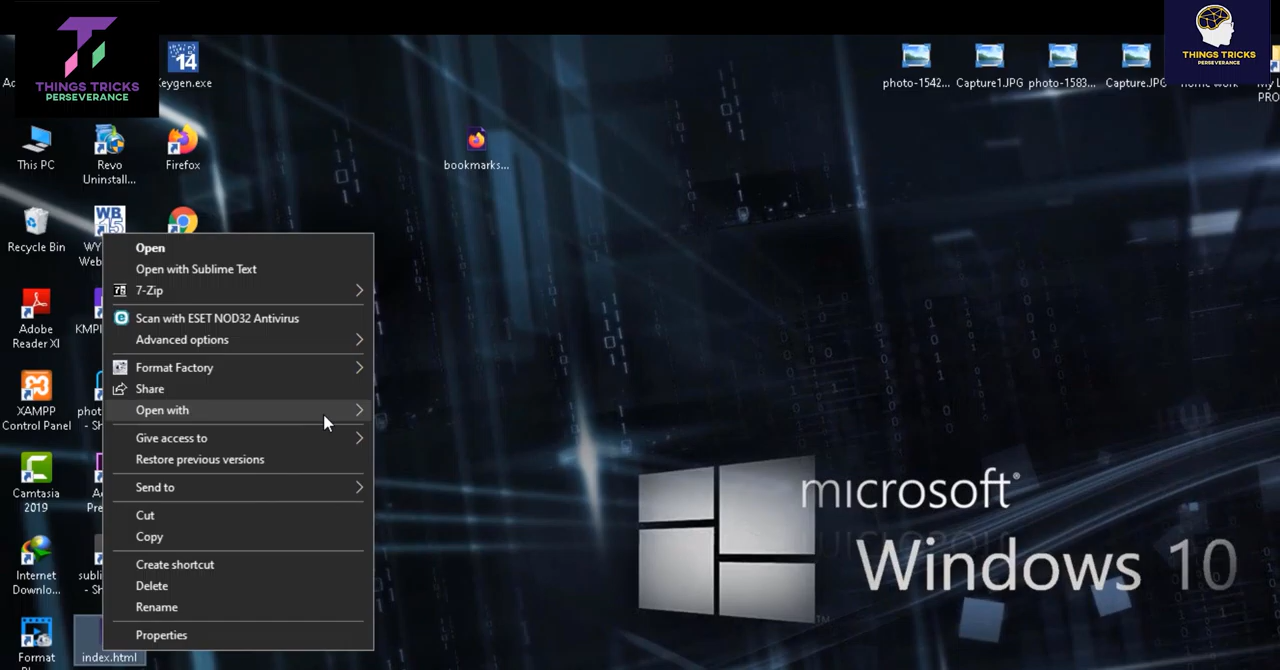 THINGS TRICKS
PERSEVERANCE
Keygen.exe
photo-1542...
Capture1.JPG
photo-1583...
Capture.JPG
THINGS TRICKS
PERSEVERANCE
This PC
Revo
Uninstall...
Firefox
bookmarks...
Recycle Bin
Adobe
Reader XI
XAMPP
Control Panel
Camtasia
2019
Internet
Downlo...
Format
index.html
Open
Open with Sublime Text
7-Zip
Scan with ESET NOD32 Antivirus
Advanced options
Format Factory
Share
Open with
Give access to
Restore previous versions
Send to
Cut
Copy
Create shortcut
Delete
Rename
Properties
microsoft®
Windows 10
TM